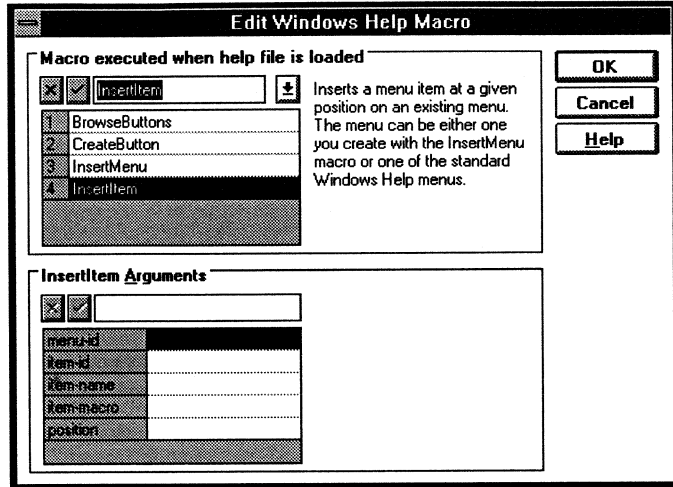 Edit Windows Help Macro
Macro executed when help file is loaded
InsertItem
1 BrowseButtons
2 CreateButton
3 InsertMenu
4 InsertItem
Inserts a menu item at a given
position on an existing menu.
The menu can be either one
you create with the InsertMenu
macro or one of the standard
Windows Help menus.
OK
Cancel
Help
InsertItem Arguments
menu-id
item-id
item-name
item-macro
position